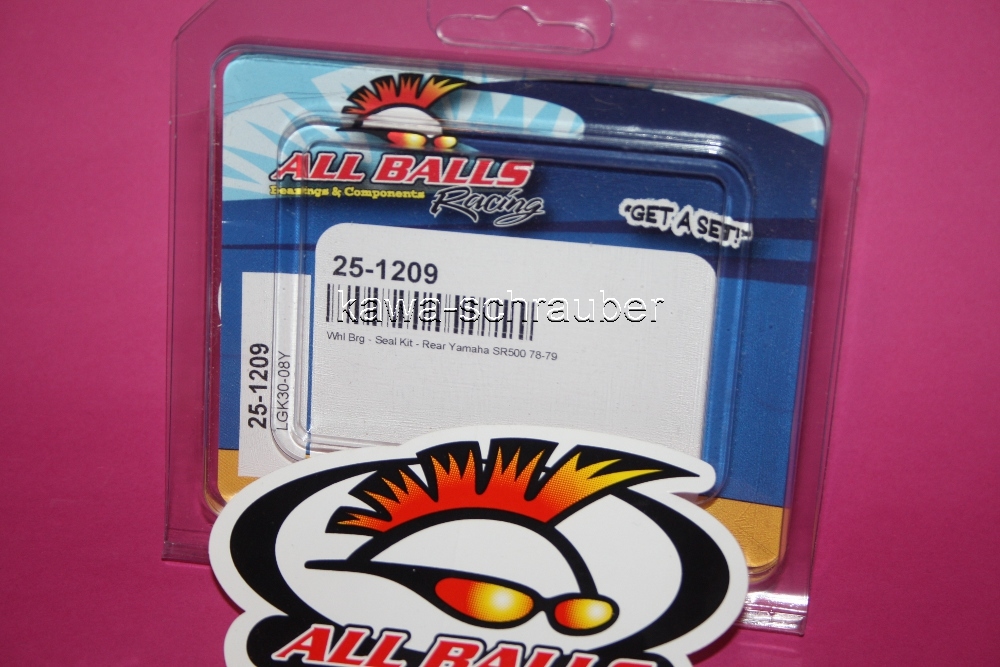 ALL BALLS
Bearings & Components
Racing
"GET A SET!"
25-1209
kawa-schrauber
Whl Brg - Seal Kit - Rear Yamaha SR500 78-79
25-1209
LGK30-08Y
ALL BALLS